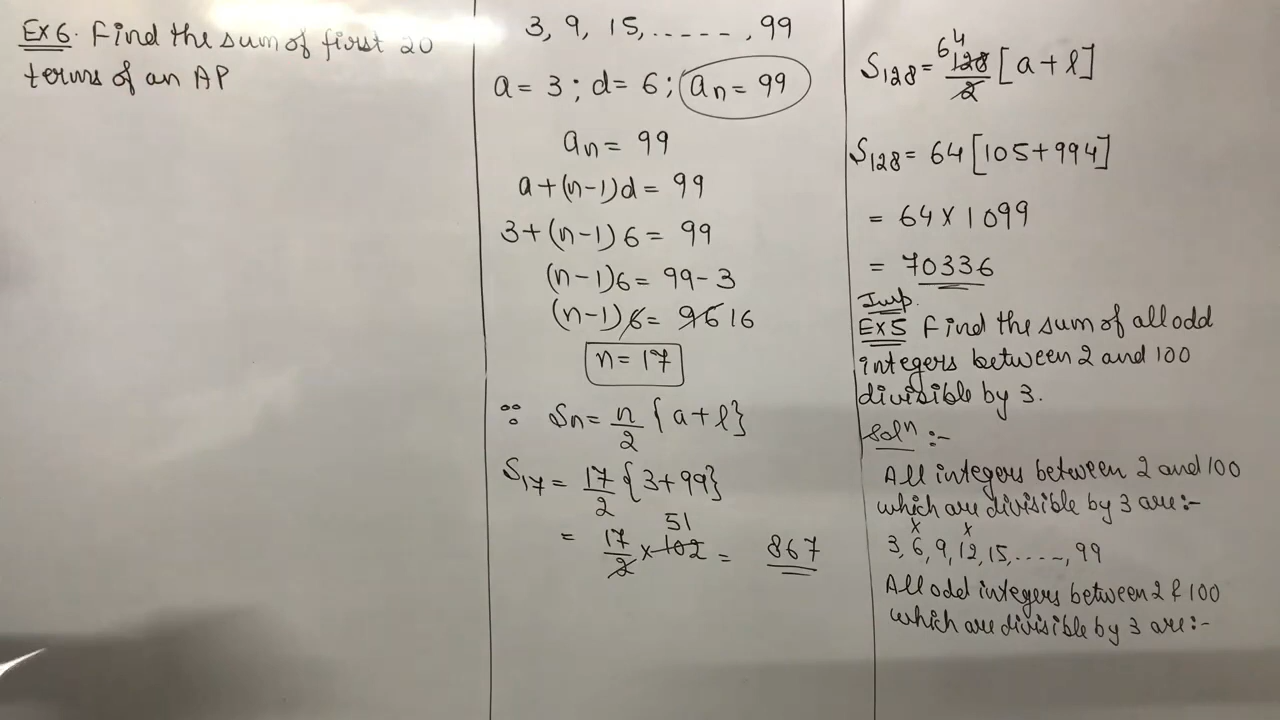 Ex 6. Find the sum of first 20
terms of an AP
3, 9, 15, ....., 99
a = 3 ; d = 6 ; an = 99
an = 99
a + (n-1)d = 99
3 + (n-1) 6 = 99
(n-1)6 = 99 - 3
(n-1) 6 = 96 16
n = 17
∵ Sn = n/2 {a + l}
S17 = 17/2 {3 + 99}
= 17/2 × 102 51 = 867
S128 = 128/2 64 [a + l]
S128 = 64 [105 + 994]
= 64 × 1099
= 70336
Imp.
Ex 5 Find the sum of all odd
integers between 2 and 100
divisible by 3.
Solⁿ :-
All integers between 2 and 100
which are divisible by 3 are :-
x x
3, 6, 9, 12, 15, ....., 99
All odd integers between 2 & 100
which are divisible by 3 are :-